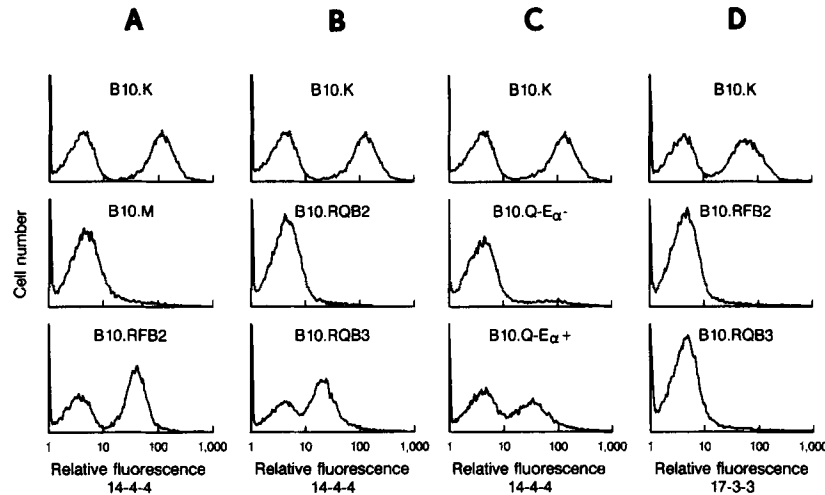 A B C D
B10.K B10.K B10.K B10.K
B10.M B10.RQB2 B10.Q-Eα- B10.RFB2
B10.RFB2 B10.RQB3 B10.Q-Eα+ B10.RQB3
Cell number
1 10 100 1,000 1 10 100 1,000 1 10 100 1,000 1 10 100 1,000
Relative fluorescence Relative fluorescence Relative fluorescence Relative fluorescence
14-4-4 14-4-4 14-4-4 17-3-3